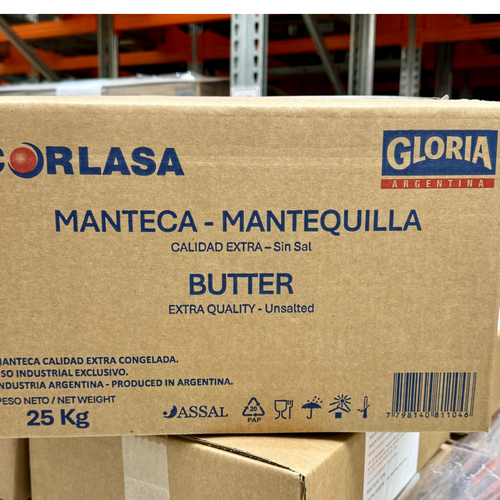 CORLASA
GLORIA
ARGENTINA
MANTECA - MANTEQUILLA
CALIDAD EXTRA – Sin Sal
BUTTER
EXTRA QUALITY - Unsalted
MANTECA CALIDAD EXTRA CONGELADA.
USO INDUSTRIAL EXCLUSIVO.
INDUSTRIA ARGENTINA - PRODUCED IN ARGENTINA.
PESO NETO / NET WEIGHT
25 Kg
ASSAL
20
PAP
7 798140 811046